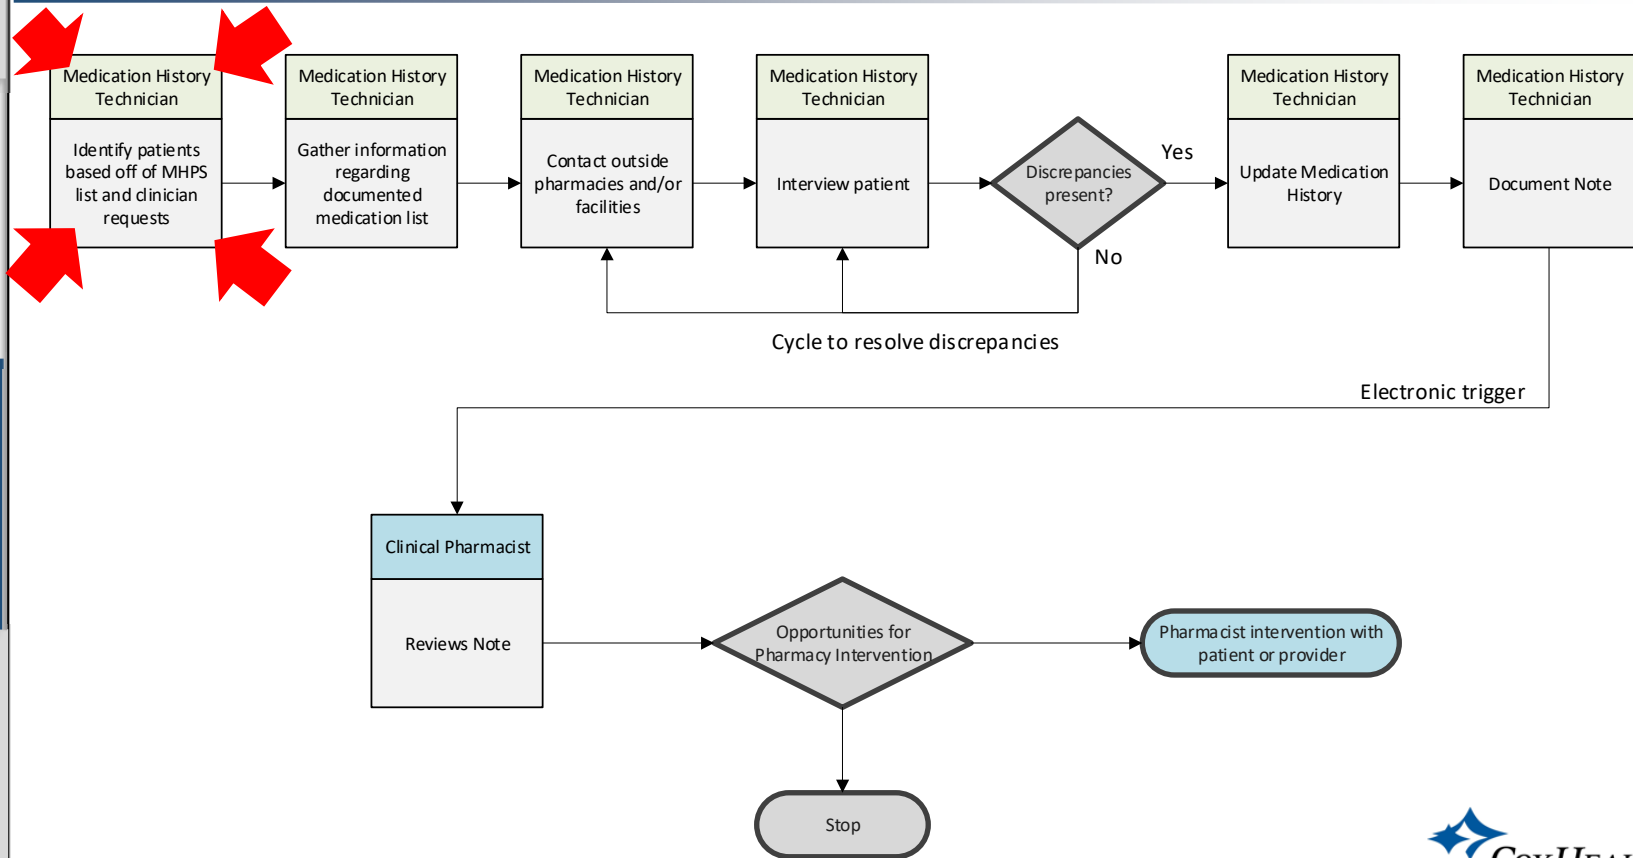 Medication History
Technician
Identify patients
based off of MHPS
list and clinician
requests
Medication History
Technician
Gather information
regarding
documented
medication list
Medication History
Technician
Contact outside
pharmacies and/or
facilities
Medication History
Technician
Interview patient
Discrepancies
present?
Yes
No
Medication History
Technician
Update Medication
History
Medication History
Technician
Document Note
Cycle to resolve discrepancies
Electronic trigger
Clinical Pharmacist
Reviews Note
Opportunities for
Pharmacy Intervention
Pharmacist intervention with
patient or provider
Stop